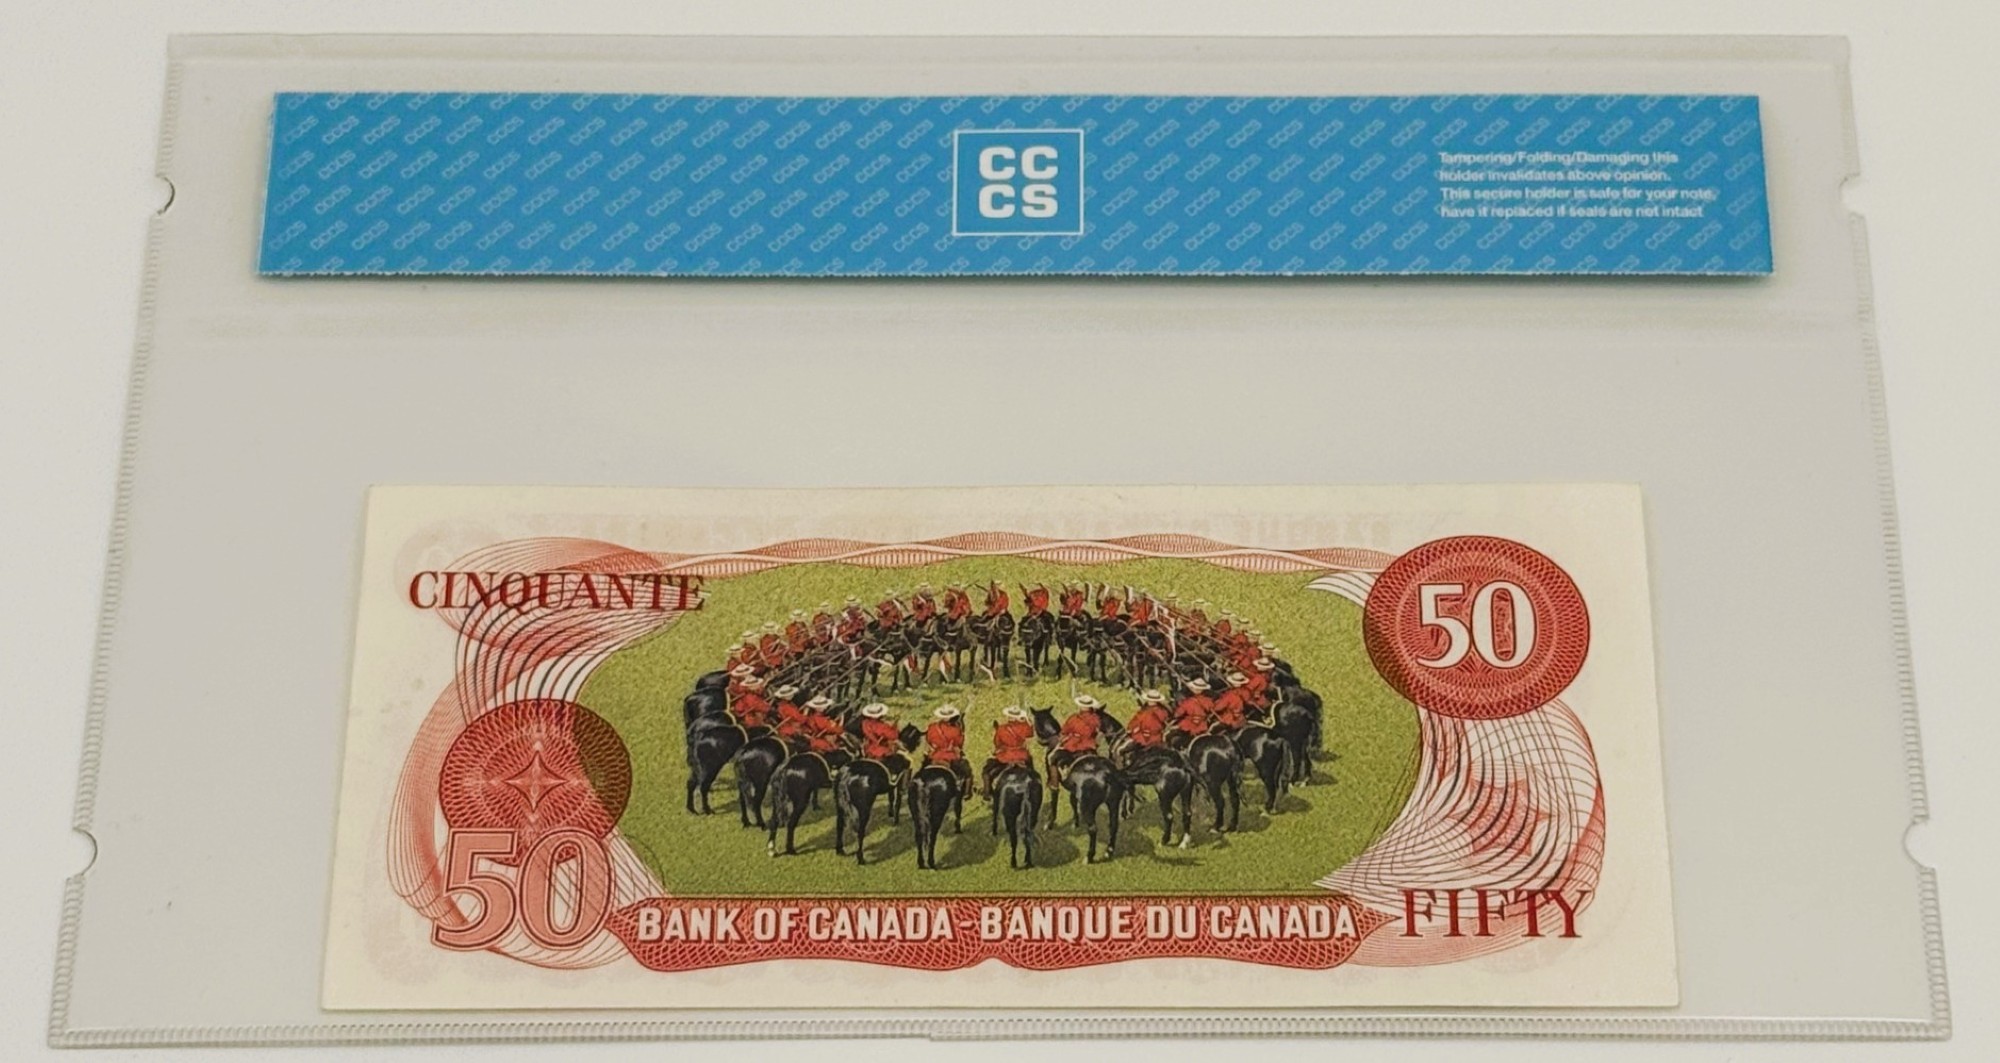 CC
CS
Tampering/Folding/Damaging this
holder invalidates above opinion.
This secure holder is safe for your note,
have it replaced if seals are not intact
CINQUANTE
50
50
BANK OF CANADA-BANQUE DU CANADA
FIFTY